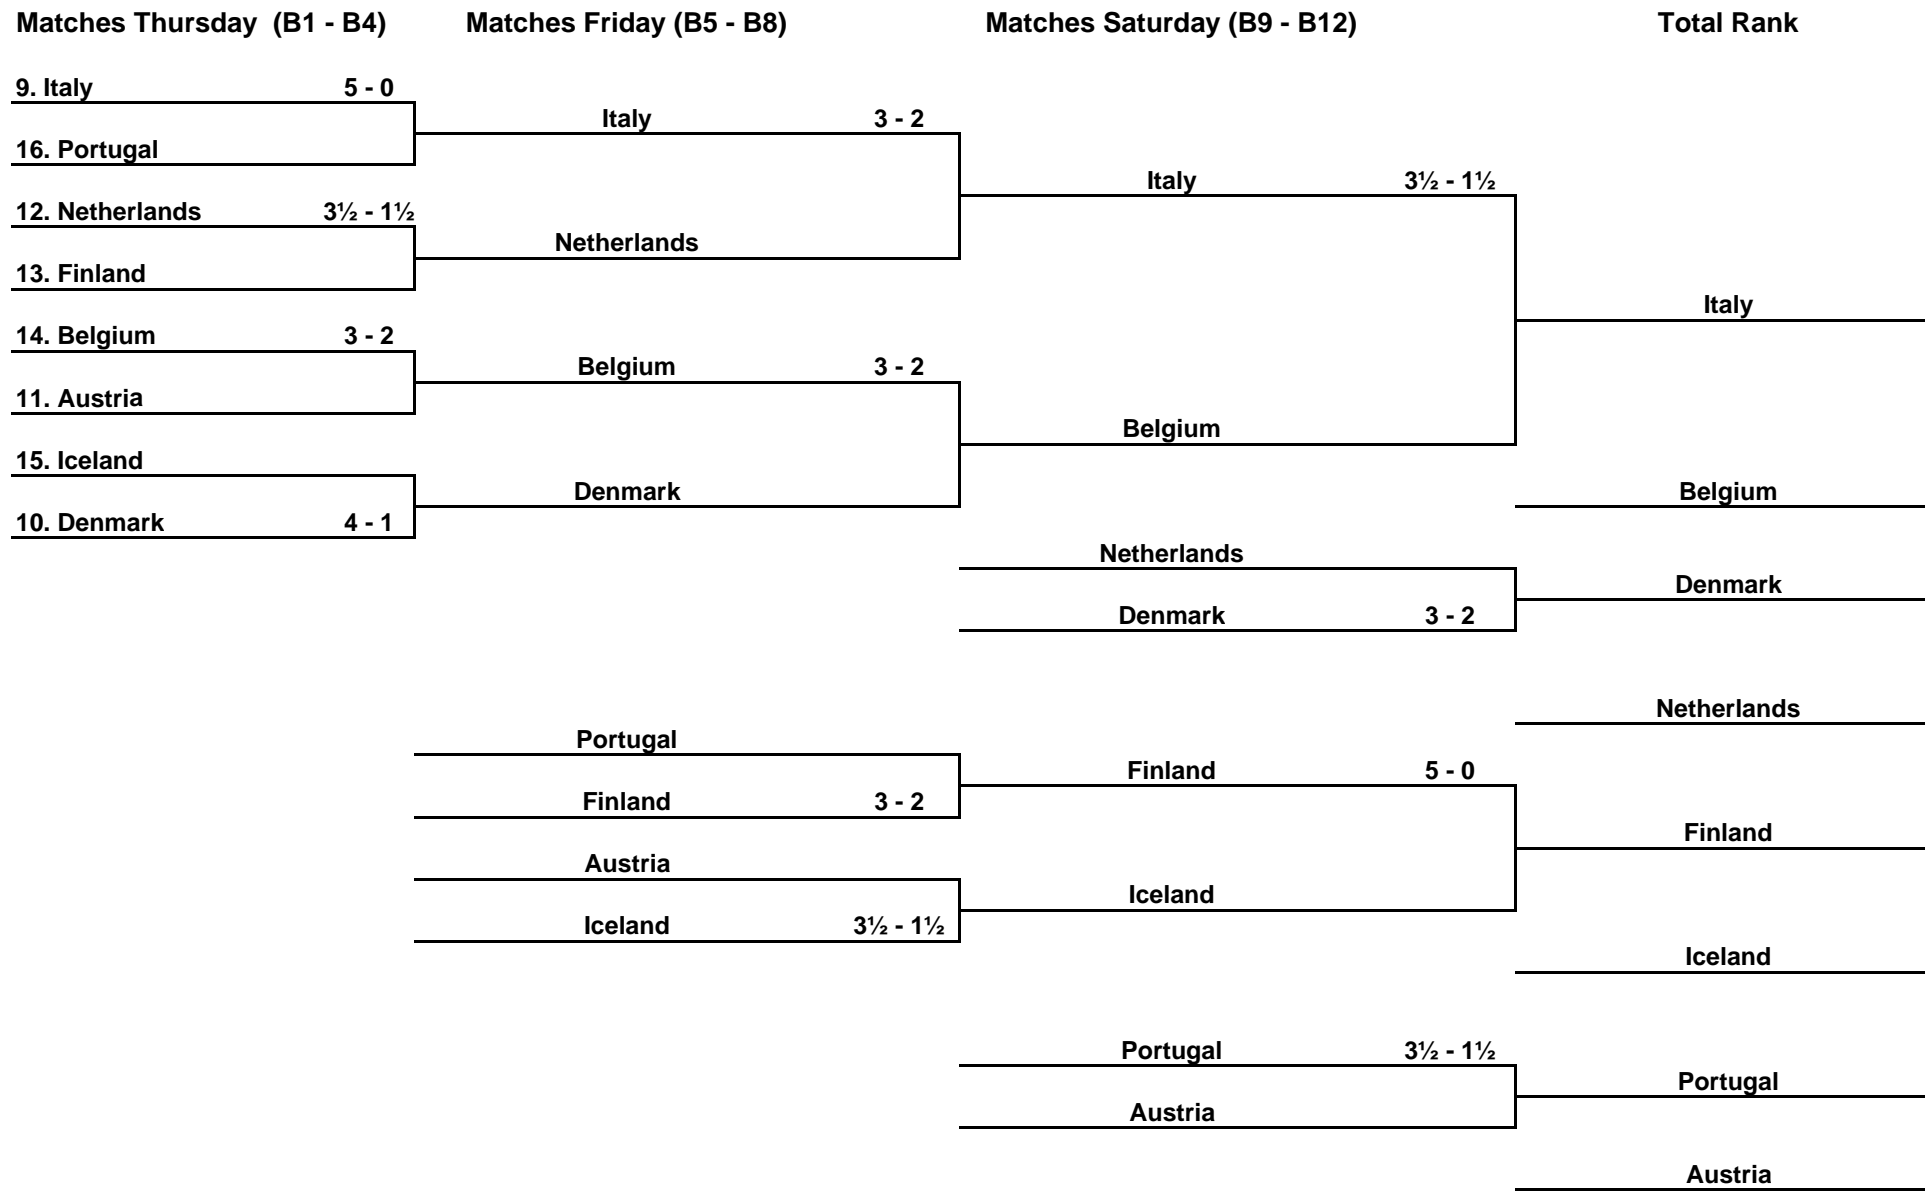 Matches Thursday (B1 - B4) Matches Friday (B5 - B8) Matches Saturday (B9 - B12) Total Rank
9. Italy 5 - 0
Italy 3 - 2
16. Portugal
Italy 3½ - 1½
12. Netherlands 3½ - 1½
Netherlands
13. Finland
Italy
14. Belgium 3 - 2
Belgium 3 - 2
11. Austria
Belgium
15. Iceland
Denmark Belgium
10. Denmark 4 - 1
Netherlands
Denmark
Denmark 3 - 2
Netherlands
Portugal
Finland 5 - 0
Finland 3 - 2
Finland
Austria
Iceland
Iceland 3½ - 1½
Iceland
Portugal 3½ - 1½
Portugal
Austria
Austria